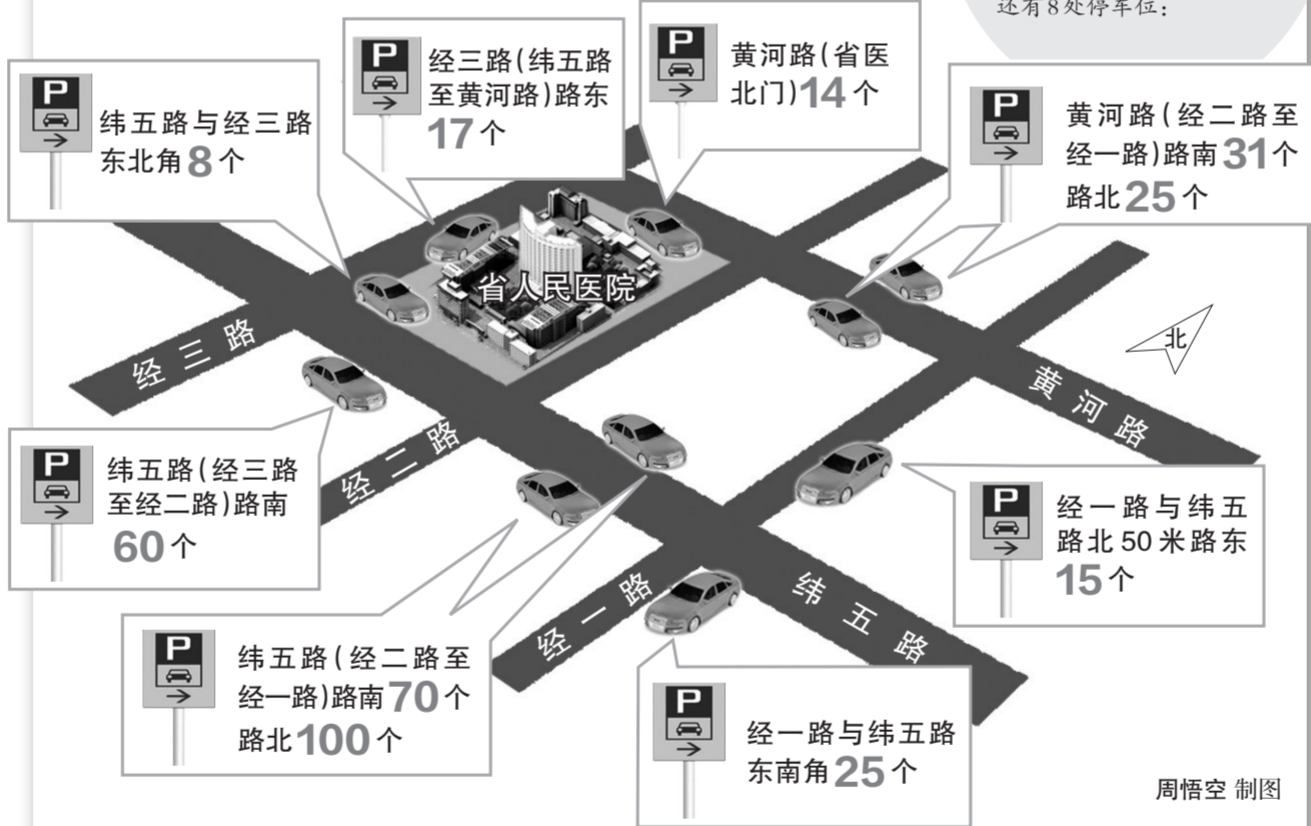 还有8处停车位：
P
经三路(纬五路
至黄河路)路东
17个
P
黄河路(省医
北门)14个
P
纬五路与经三路
东北角8个
P
黄河路(经二路至
经一路)路南31个
路北25个
省人民医院
北
经三路
黄河路
经二路
P
纬五路(经三路
至经二路)路南
60个
P
经一路与纬五
路北50米路东
15个
经一路
纬五路
P
纬五路(经二路至
经一路)路南70个
路北100个
P
经一路与纬五路
东南角25个
周悟空 制图